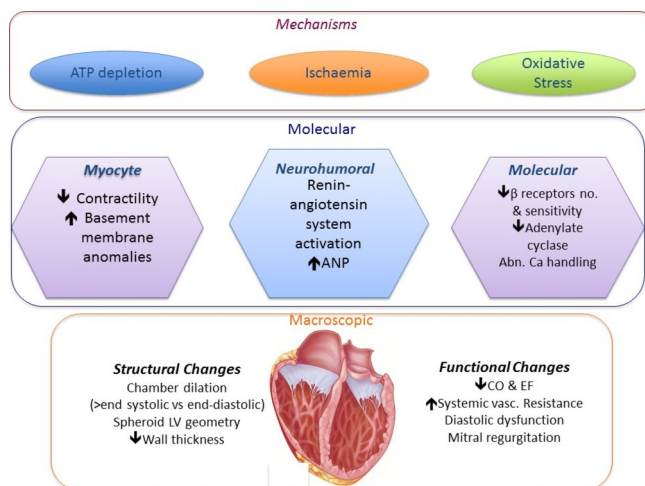 Mechanisms
ATP depletion
Ischaemia
Oxidative
Stress
Molecular
Myocyte
🡻 Contractility
🡹 Basement
membrane
anomalies
Neurohumoral
Renin-
angiotensin
system
activation
🡹ANP
Molecular
🡻β receptors no.
& sensitivity
🡻Adenylate
cyclase
Abn. Ca handling
Macroscopic
Structural Changes
Chamber dilation
(>end systolic vs end-diastolic)
Spheroid LV geometry
🡻Wall thickness
Functional Changes
🡻CO & EF
🡹Systemic vasc. Resistance
Diastolic dysfunction
Mitral regurgitation